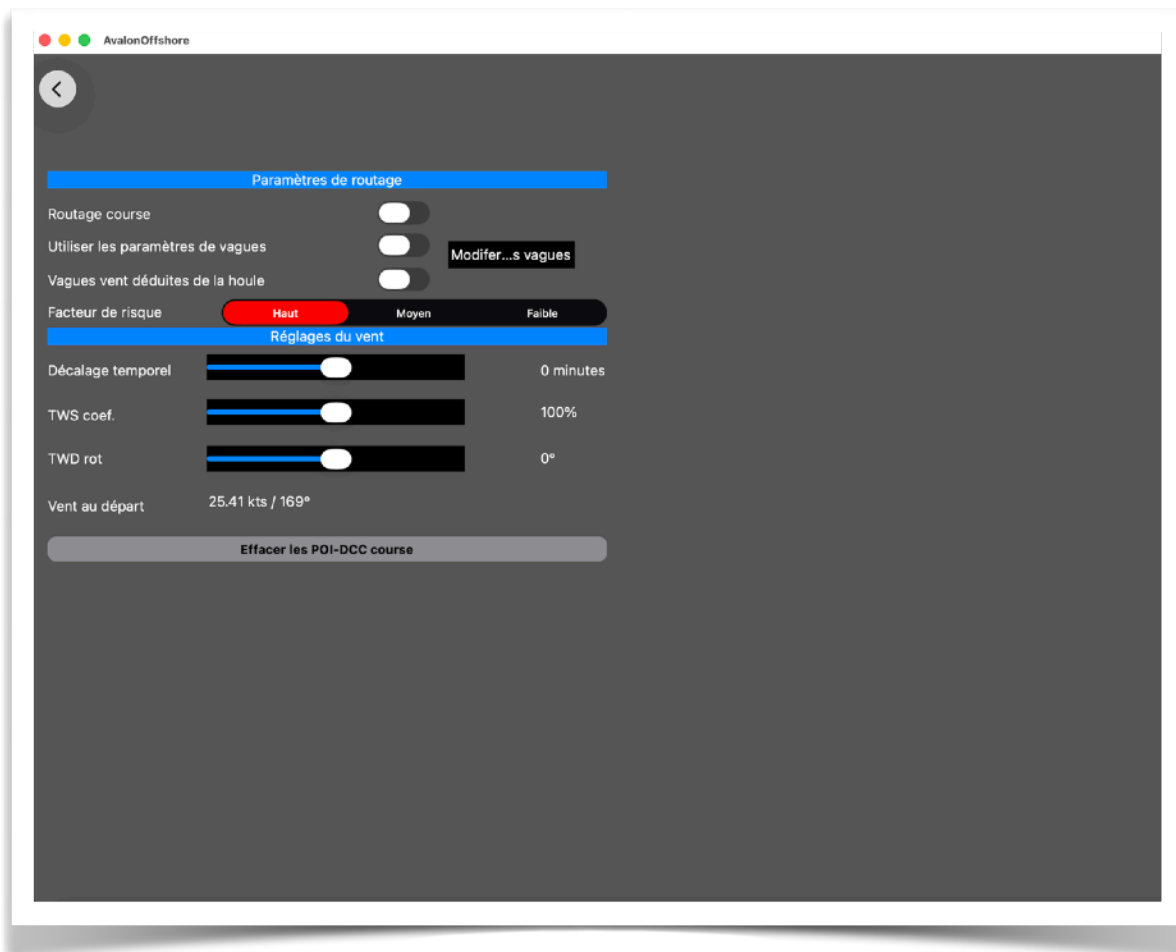 AvalonOffshore
Paramètres de routage
Routage course
Utiliser les paramètres de vagues
Modifer...s vagues
Vagues vent déduites de la houle
Facteur de risque Haut Moyen Faible
Réglages du vent
Décalage temporel 0 minutes
TWS coef. 100%
TWD rot 0°
Vent au départ 25.41 kts / 169°
Effacer les POI-DCC course